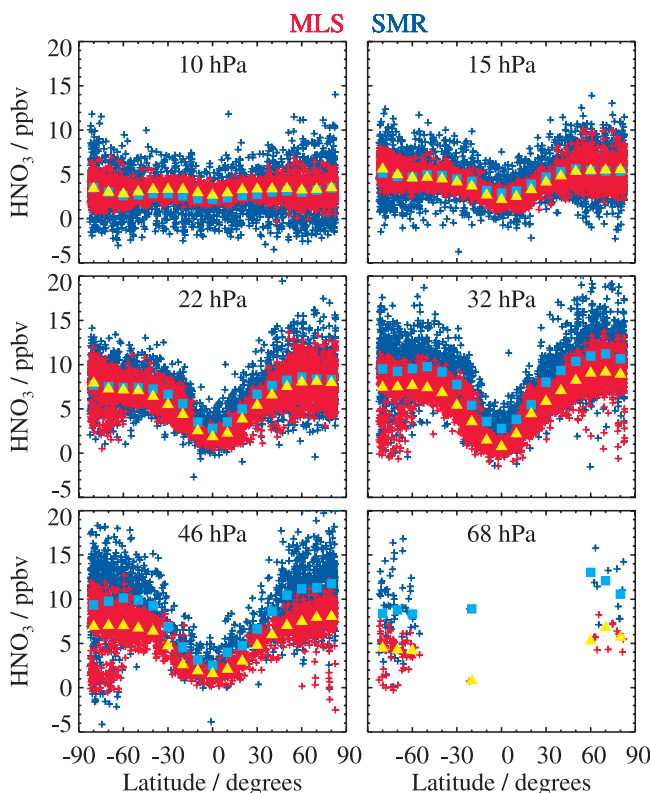 MLS SMR
10 hPa
15 hPa
20
15
10
5
0
-5
HNO3 / ppbv
22 hPa
32 hPa
20
15
10
5
0
-5
HNO3 / ppbv
46 hPa
68 hPa
20
15
10
5
0
-5
HNO3 / ppbv
-90 -60 -30 0 30 60 90
-60 -30 0 30 60 90
Latitude / degrees
Latitude / degrees